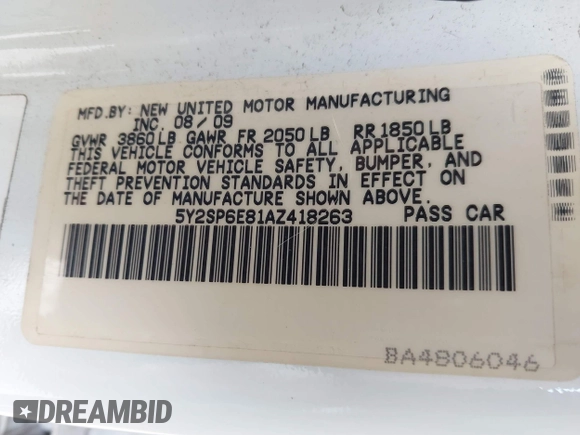 MFD.BY: NEW UNITED MOTOR MANUFACTURING
INC. 08/09
GVWR 3860LB GAWR FR 2050LB RR1850LB
THIS VEHICLE CONFORMS TO ALL APPLICABLE
FEDERAL MOTOR VEHICLE SAFETY, BUMPER, AND
THEFT PREVENTION STANDARDS IN EFFECT ON
THE DATE OF MANUFACTURE SHOWN ABOVE.
5Y2SP6E81AZ418263 PASS CAR
BA4806046
DREAMBID